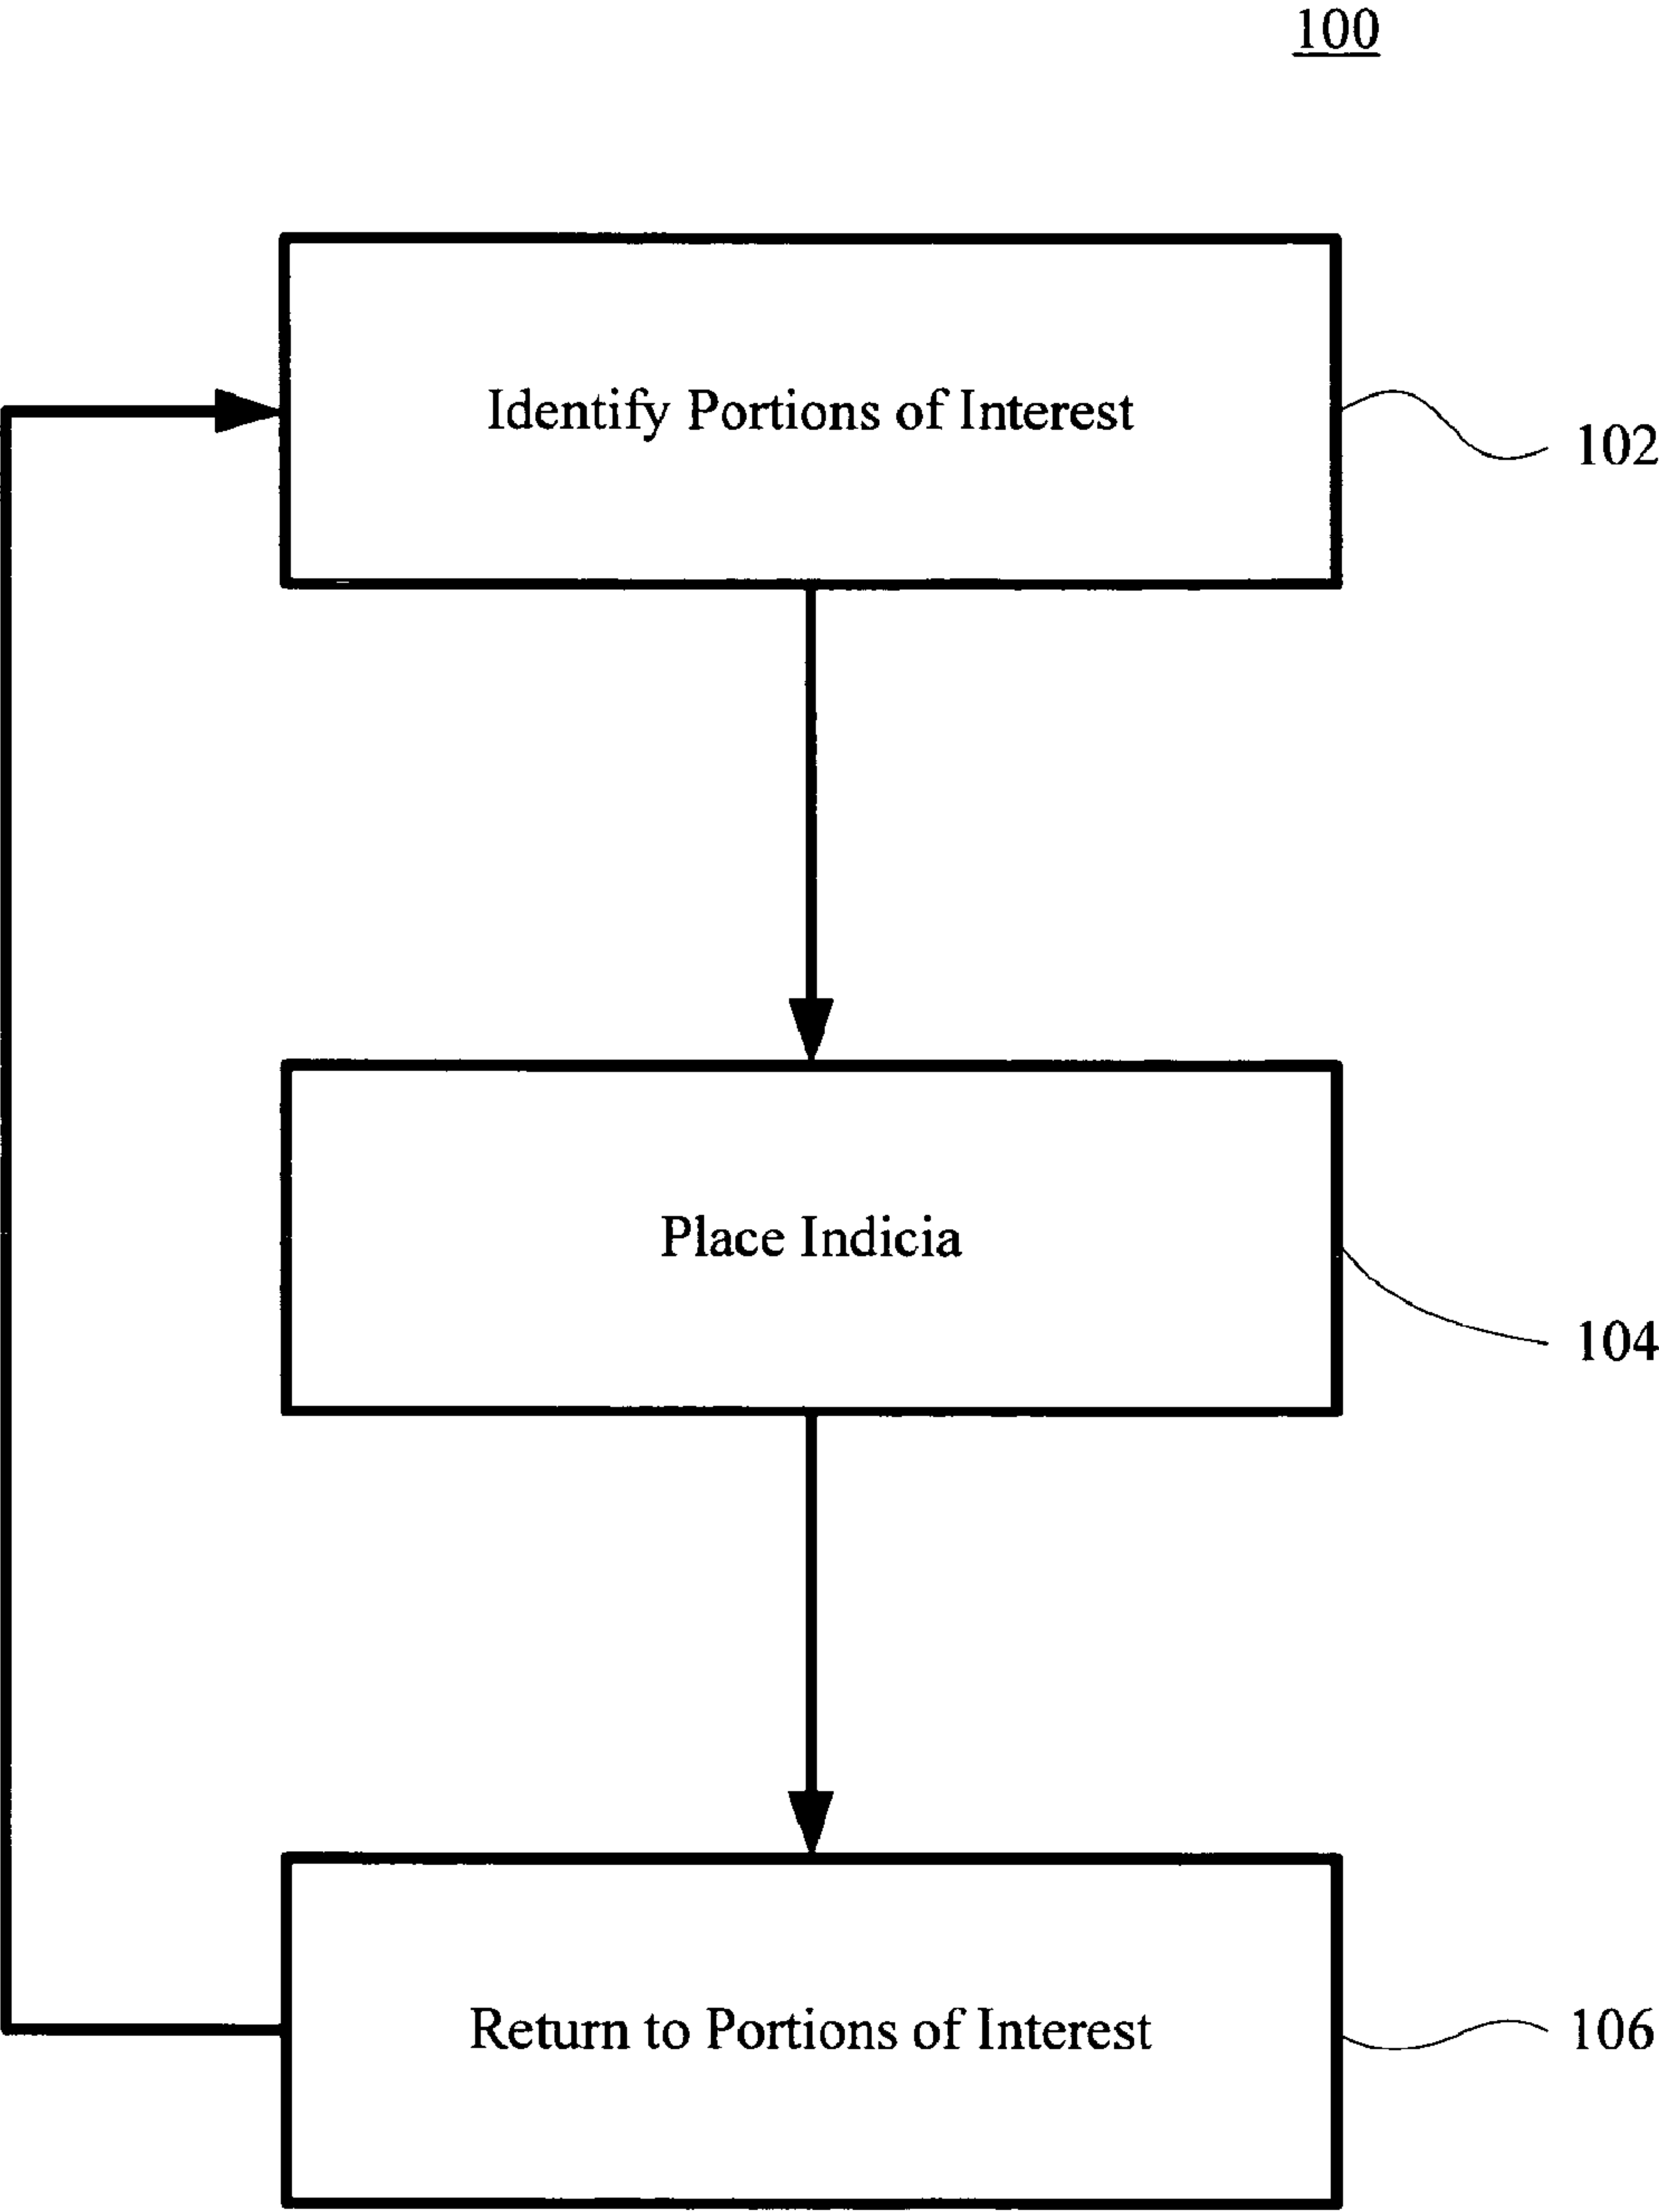 100
Identify Portions of Interest
102
Place Indicia
104
Return to Portions of Interest
106